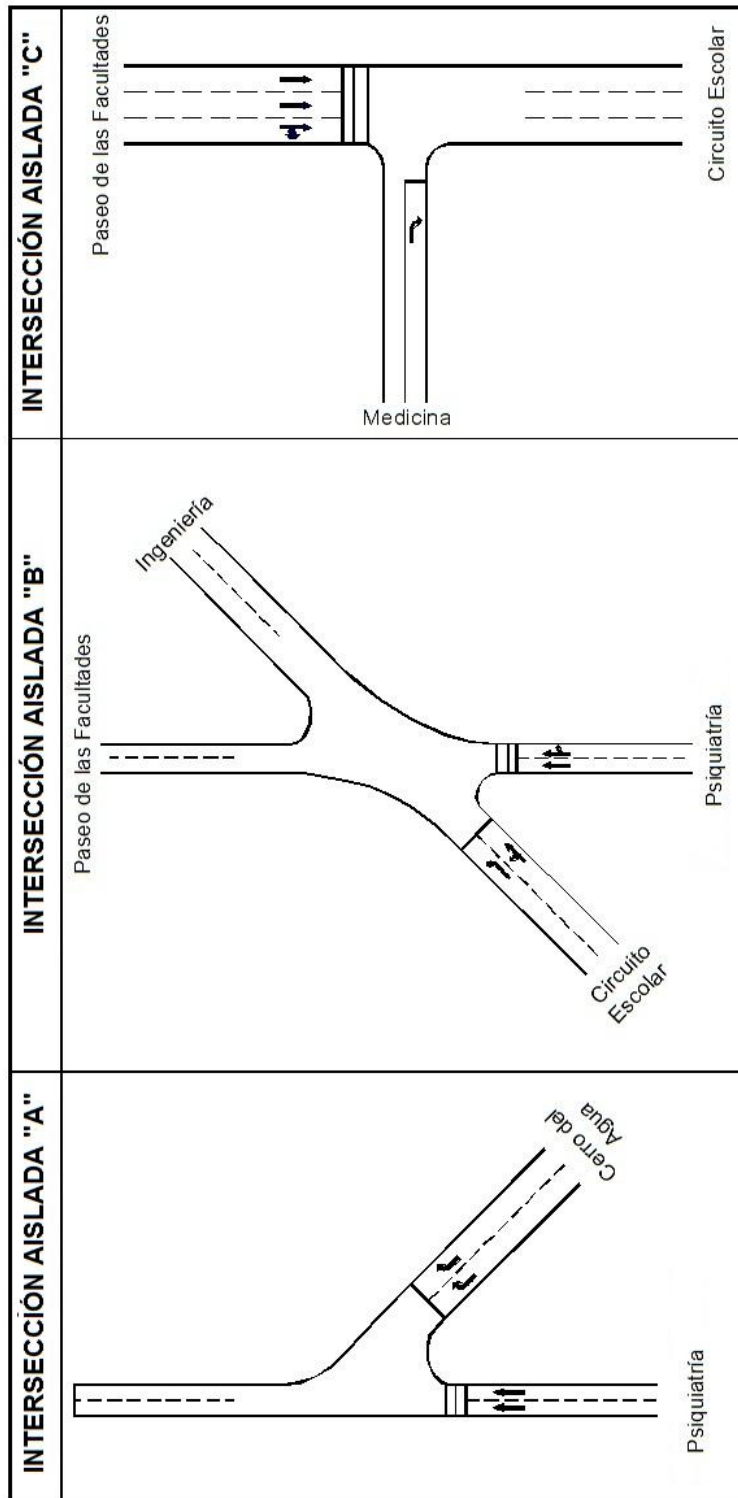 INTERSECCIÓN AISLADA "C"
Paseo de las Facultades
Medicina
Circuito Escolar
INTERSECCIÓN AISLADA "B"
Paseo de las Facultades
Ingeniería
Circuito
Escolar
Psiquiatría
INTERSECCIÓN AISLADA "A"
Cerro del
Agua
Psiquiatría